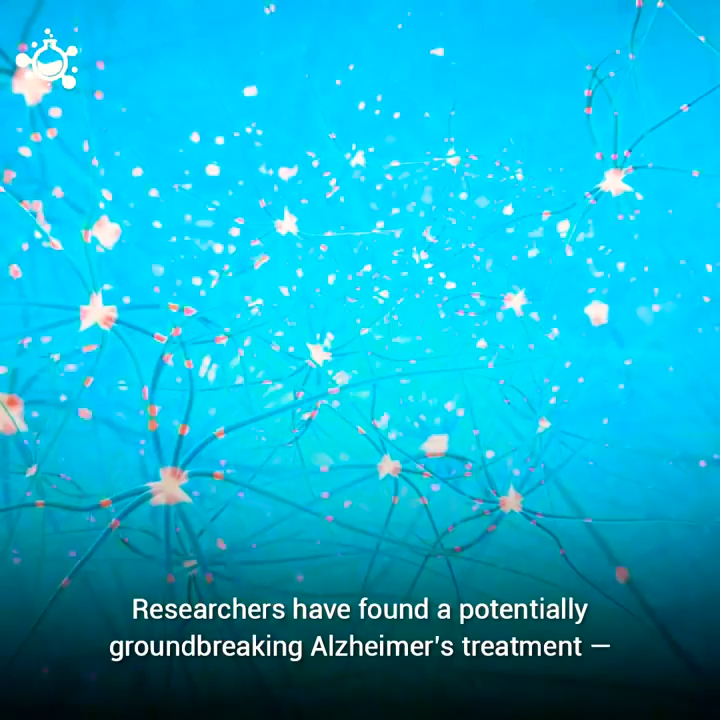 Researchers have found a potentially
groundbreaking Alzheimer's treatment —